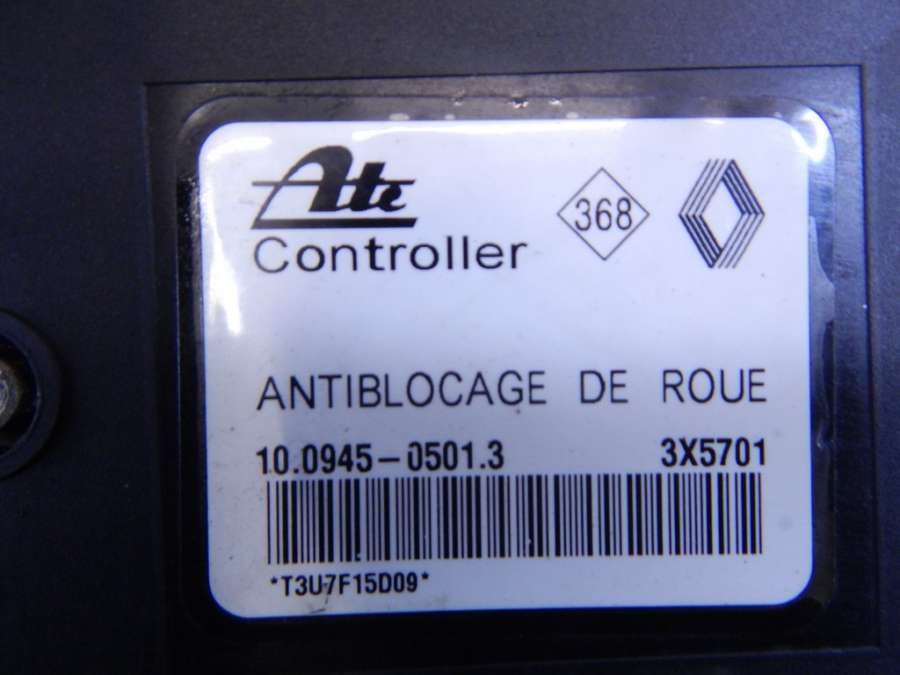 Ate
Controller
368
ANTIBLOCAGE DE ROUE
10.0945-0501.3 3X5701
*T3U7F15D09*